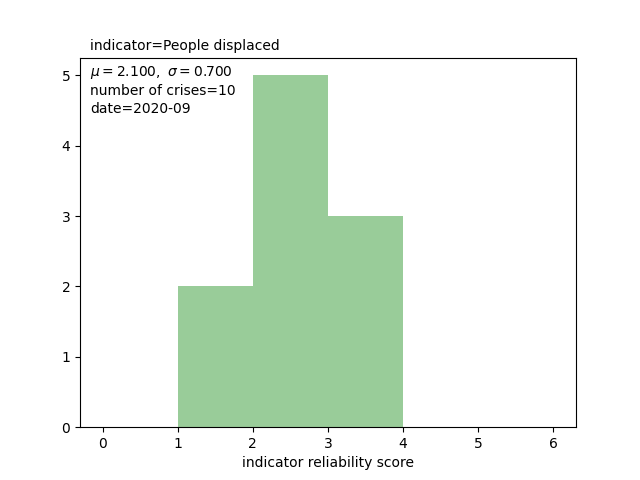 indicator=People displaced
μ = 2.100, σ = 0.700
number of crises=10
date=2020-09
5
4
3
2
1
0
0 1 2 3 4 5 6
indicator reliability score